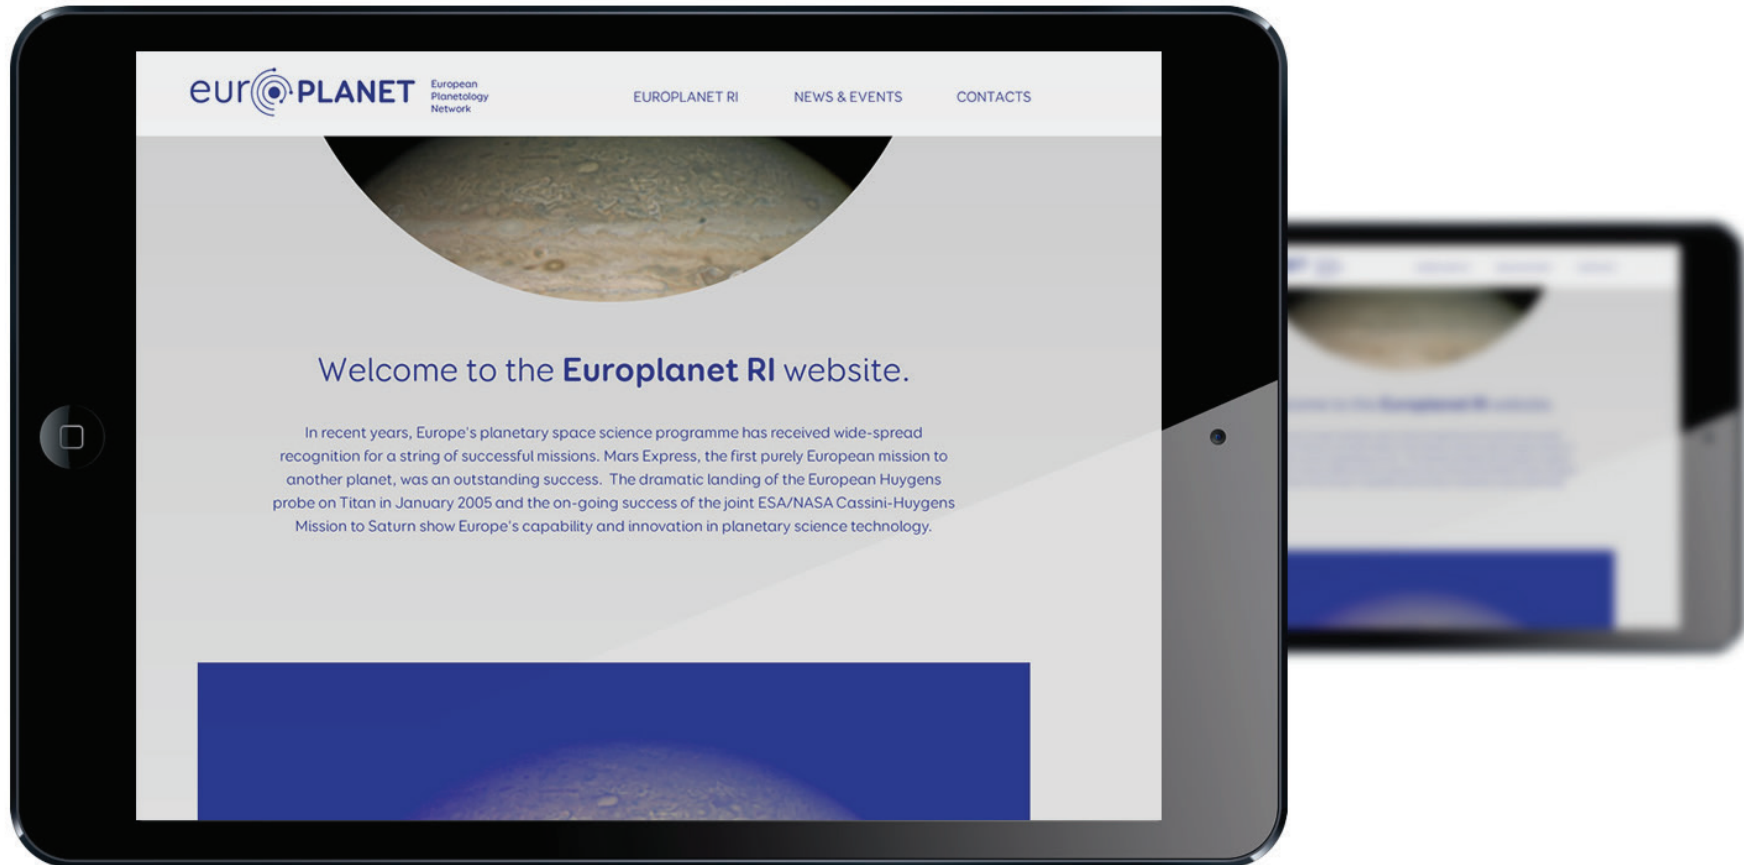 euroPLANET
European
Planetology
Network
EUROPLANET RI
NEWS & EVENTS
CONTACTS
Welcome to the Europlanet RI website.
In recent years, Europe's planetary space science programme has received wide-spread
recognition for a string of successful missions. Mars Express, the first purely European mission to
another planet, was an outstanding success. The dramatic landing of the European Huygens
probe on Titan in January 2005 and the on-going success of the joint ESA/NASA Cassini-Huygens
Mission to Saturn show Europe's capability and innovation in planetary science technology.